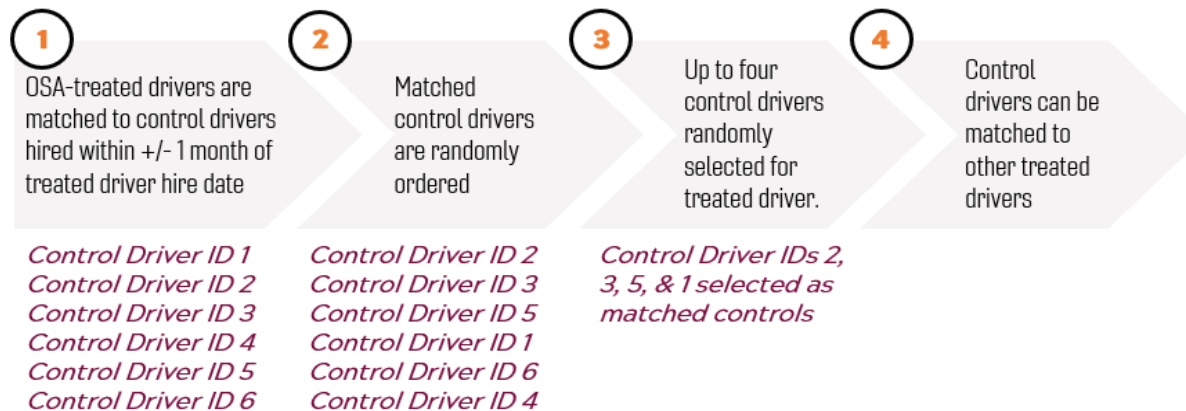 1
OSA-treated drivers are
matched to control drivers
hired within +/- 1 month of
treated driver hire date
Control Driver ID 1
Control Driver ID 2
Control Driver ID 3
Control Driver ID 4
Control Driver ID 5
Control Driver ID 6
2
Matched
control drivers
are randomly
ordered
Control Driver ID 2
Control Driver ID 3
Control Driver ID 5
Control Driver ID 1
Control Driver ID 6
Control Driver ID 4
3
Up to four
control drivers
randomly
selected for
treated driver.
Control Driver IDs 2,
3, 5, & 1 selected as
matched controls
4
Control
drivers can be
matched to
other treated
drivers